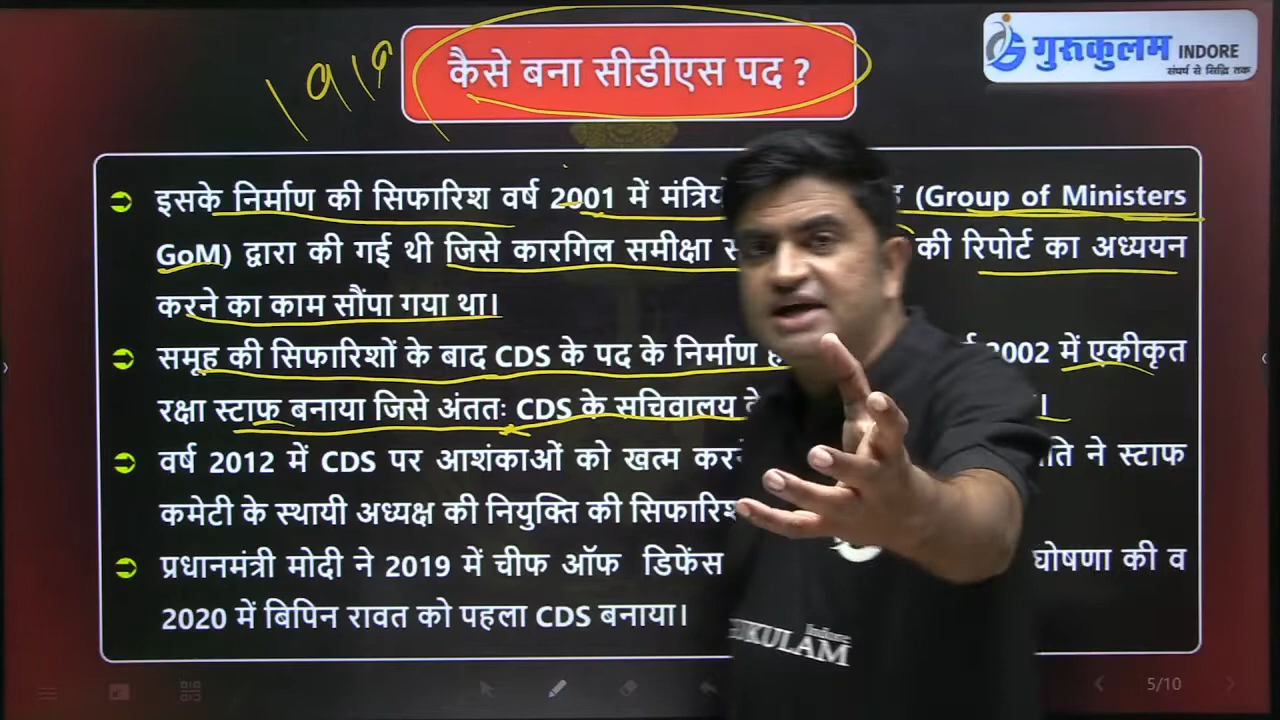 1919
कैसे बना सीडीएस पद ?
गुरुकुलम INDORE
संघर्ष से सिद्धि तक
इसके निर्माण की सिफारिश वर्ष 2001 में (Group of Ministers
GoM) द्वारा की गई थी जिसे कारगिल समीक्षा की रिपोर्ट का अध्ययन
करने का काम सौंपा गया था।
समूह की सिफारिशों के बाद CDS के पद के निर्माण 2002 में एकीकृत
रक्षा स्टाफ बनाया जिसे अंततः CDS के सचिवालय
वर्ष 2012 में CDS पर आशंकाओं को खत्म ने स्टाफ
कमेटी के स्थायी अध्यक्ष की नियुक्ति की
प्रधानमंत्री मोदी ने 2019 में चीफ ऑफ डिफेंस घोषणा की व
2020 में बिपिन रावत को पहला CDS बनाया।
Indore
5/10